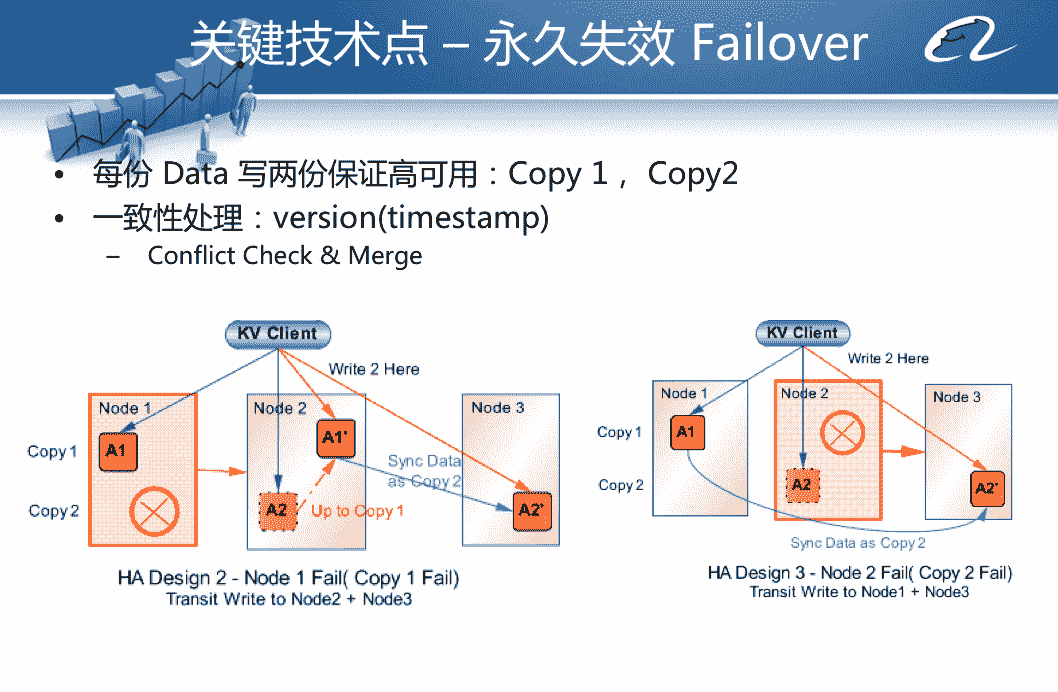 关键技术点 – 永久失效 Failover
• 每份 Data 写两份保证高可用：Copy 1， Copy2
• 一致性处理：version(timestamp)
– Conflict Check & Merge
KV Client
Write 2 Here
Node 1
Node 2
Node 3
Copy 1
A1
A1'
Sync Data
as Copy 2
Copy 2
A2
Up to Copy 1
A2'
HA Design 2 - Node 1 Fail( Copy 1 Fail)
Transit Write to Node2 + Node3
KV Client
Write 2 Here
Node 1
Node 2
Node 3
Copy 1
A1
Copy 2
A2
A2'
Sync Data as Copy 2
HA Design 3 - Node 2 Fail( Copy 2 Fail)
Transit Write to Node1 + Node3